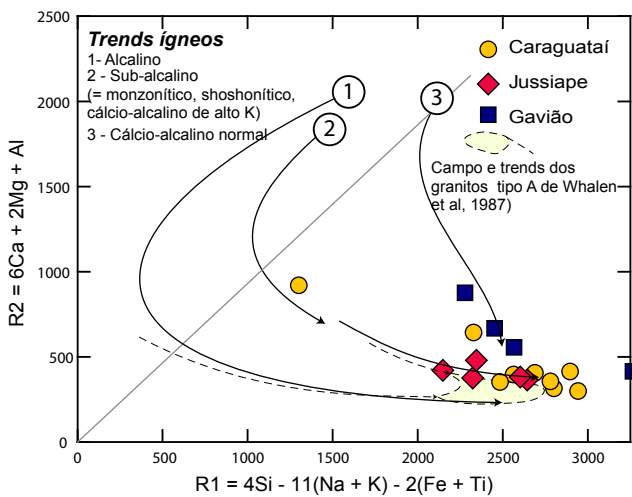 2500
2000
1500
1000
500
0
R2 = 6Ca + 2Mg + Al
Trends ígneos
1- Alcalino
2 - Sub-alcalino
(= monzonítico, shoshonítico,
cálcio-alcalino de alto K)
3 - Cálcio-alcalino normal
1
2
3
Caraguataí
Jussiape
Gavião
Campo e trends dos
granitos tipo A de Whalen
et al, 1987)
0
500
1000
1500
2000
2500
3000
R1 = 4Si - 11(Na + K) - 2(Fe + Ti)